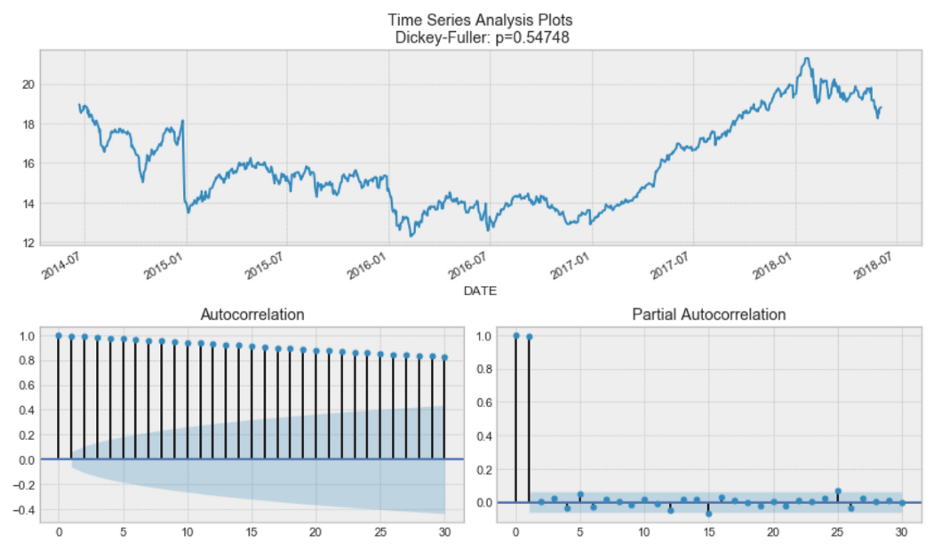 Time Series Analysis Plots
Dickey-Fuller: p=0.54748
20
18
16
14
12
2014-07 2015-01 2015-07 2016-01 2016-07 2017-01 2017-07 2018-01 2018-07
DATE
Autocorrelation
1.0
0.8
0.6
0.4
0.2
0.0
−0.2
−0.4
0 5 10 15 20 25 30
Partial Autocorrelation
1.0
0.8
0.6
0.4
0.2
0.0
0 5 10 15 20 25 30